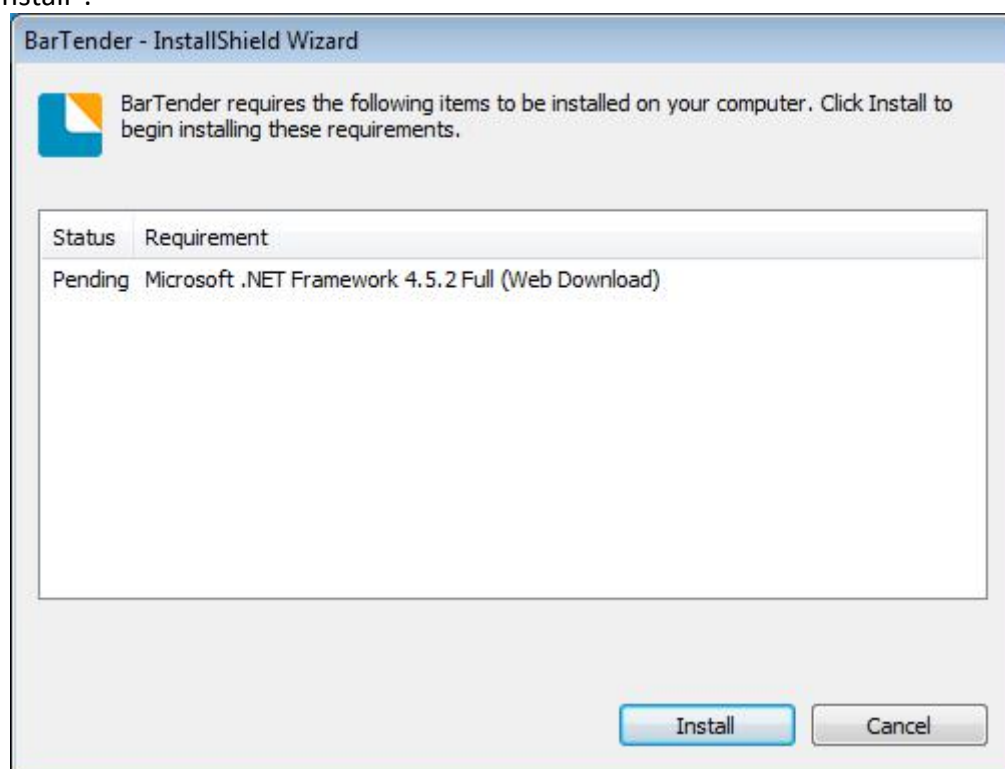 nstall".
BarTender - InstallShield Wizard
BarTender requires the following items to be installed on your computer. Click Install to
begin installing these requirements.
Status Requirement
Pending Microsoft .NET Framework 4.5.2 Full (Web Download)
Install Cancel